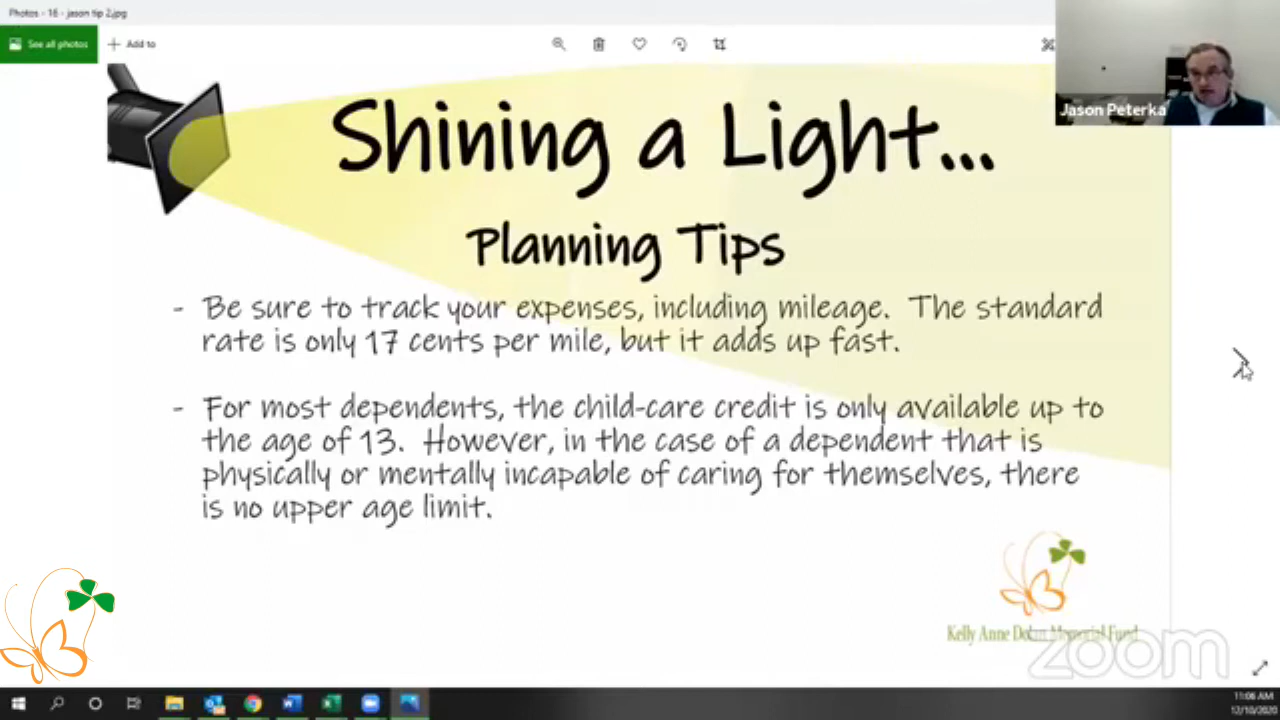 Photos - 16 - jason tip 2.jpg
See all photos
Add to
Jason Peterka
Shining a Light...
Planning Tips
- Be sure to track your expenses, including mileage. The standard
rate is only 17 cents per mile, but it adds up fast.
- For most dependents, the child-care credit is only available up to
the age of 13. However, in the case of a dependent that is
physically or mentally incapable of caring for themselves, there
is no upper age limit.
Kelly Anne Dolan Memorial Fund
zoom
11:06 AM
12/10/2020